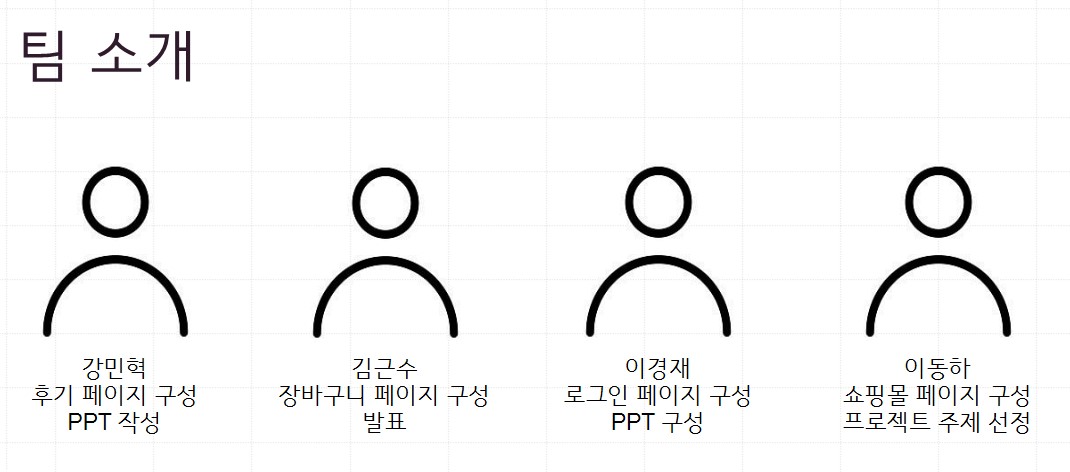 팀 소개
강민혁
후기 페이지 구성
PPT 작성
김근수
장바구니 페이지 구성
발표
이경재
로그인 페이지 구성
PPT 구성
이동하
쇼핑몰 페이지 구성
프로젝트 주제 선정